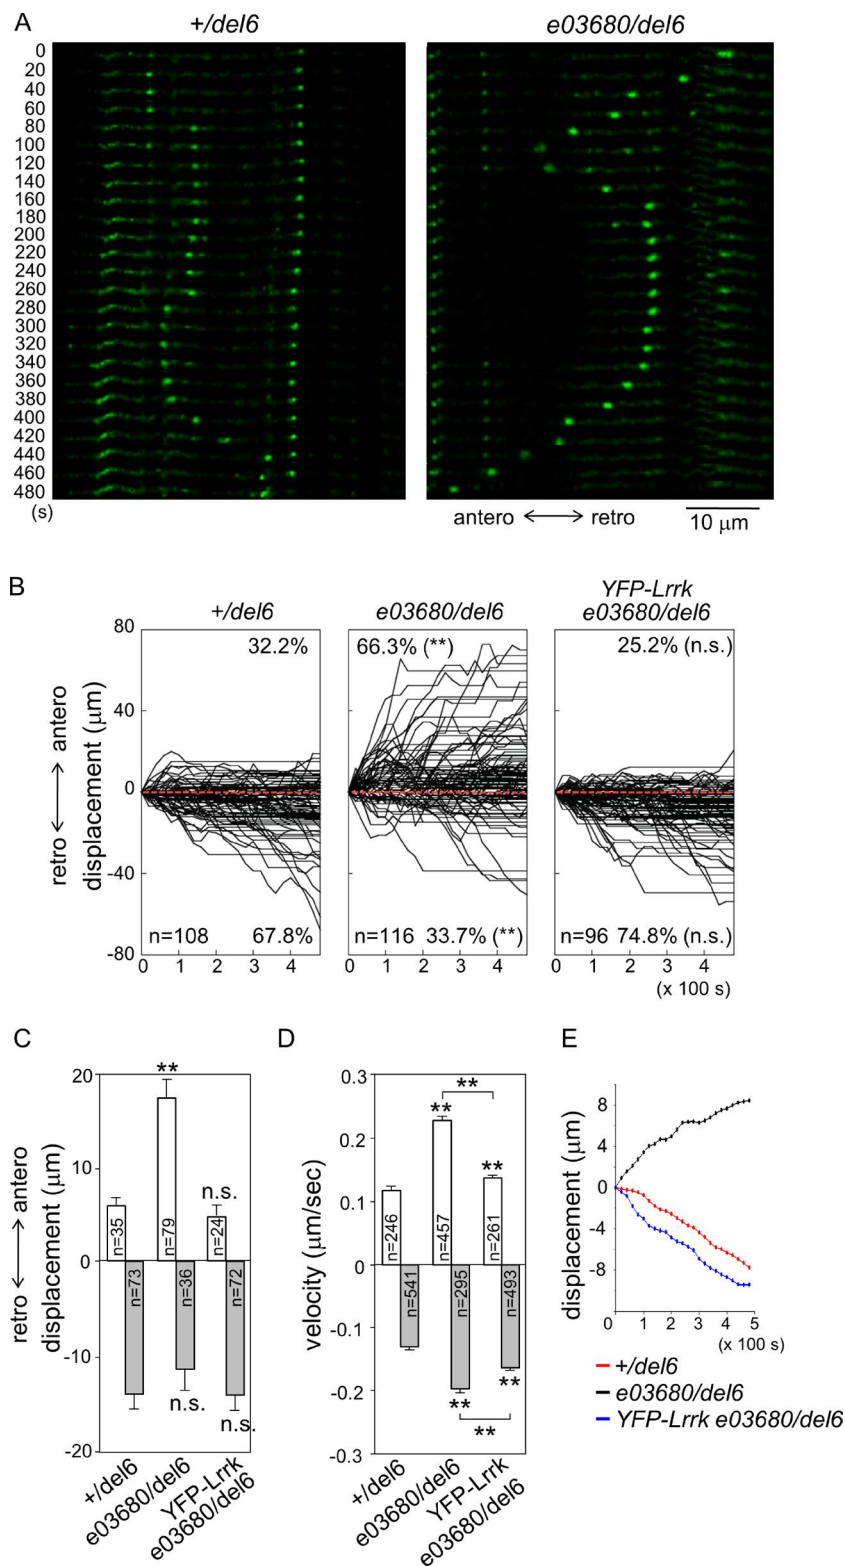 A
+/del6
e03680/del6
0
20
40
60
80
100
120
140
160
180
200
220
240
260
280
300
320
340
360
380
400
420
440
460
480
(s)
antero
retro
10 μm
B
+/del6
e03680/del6
YFP-Lrrk
e03680/del6
retro
antero
displacement (μm)
80
40
0
-40
-80
32.2%
n=108
67.8%
66.3% (**)
n=116
33.7% (**)
25.2% (n.s.)
n=96
74.8% (n.s.)
0 1 2 3 4
0 1 2 3 4
0 1 2 3 4
(x 100 s)
C
retro
antero
displacement (μm)
20
10
0
-10
-20
**
n.s.
n=35
n=79
n=24
n=73
n=36
n=72
n.s.
n.s.
+/del6
e03680/del6
YFP-Lrrk
e03680/del6
D
velocity (μm/sec)
0.3
0.2
0.1
0
-0.1
-0.2
-0.3
**
**
**
n=246
n=457
n=261
n=541
n=295
n=493
**
**
**
+/del6
e03680/del6
YFP-Lrrk
e03680/del6
E
displacement (μm)
8
4
0
-4
-8
0 1 2 3 4 5
(x 100 s)
+/del6
e03680/del6
YFP-Lrrk e03680/del6